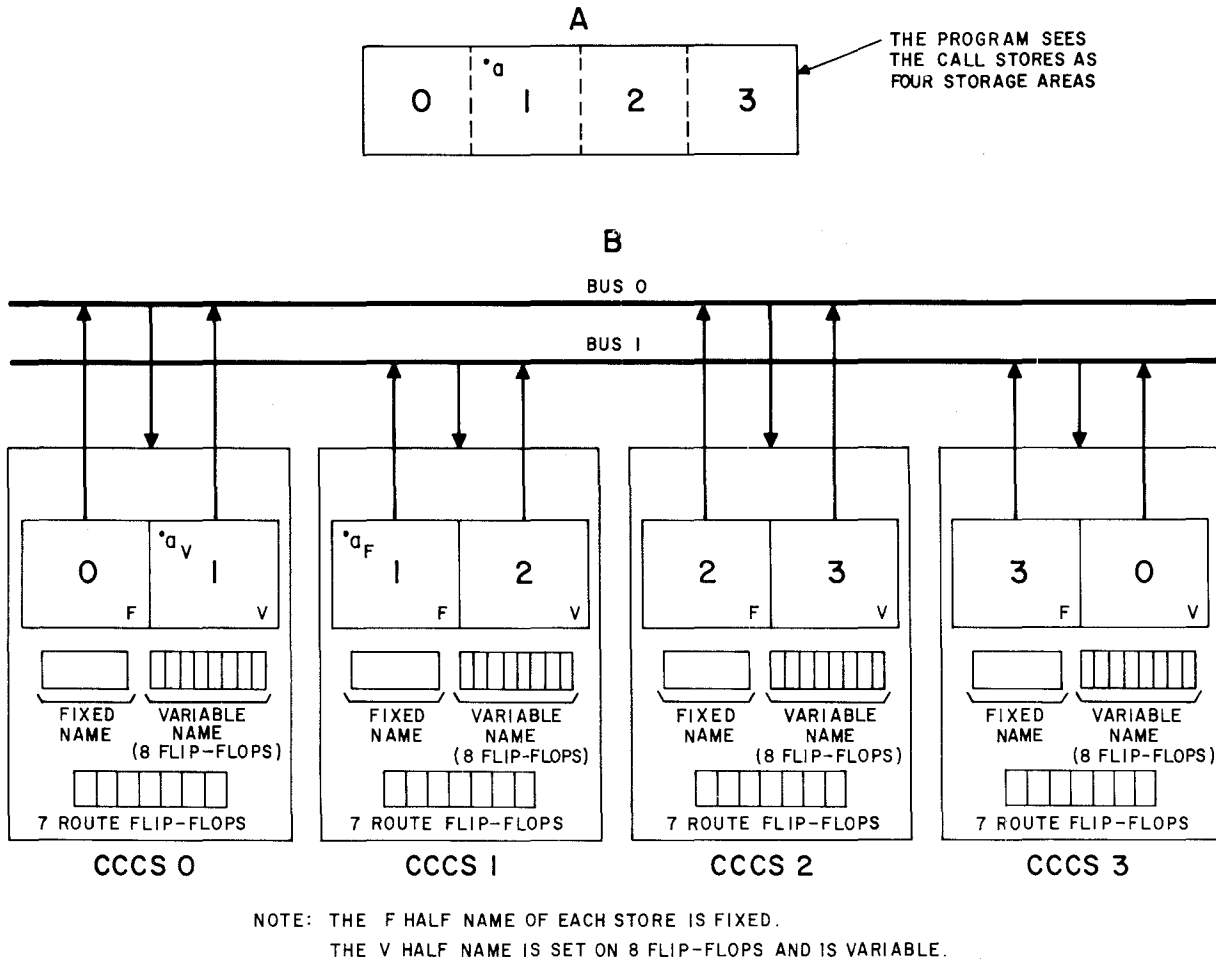 A
THE PROGRAM SEES
THE CALL STORES AS
FOUR STORAGE AREAS
a
0 1 2 3
B
BUS 0
BUS 1
aV aF
0 1 1 2 2 3 3 0
F V F V F V F V
FIXED NAME
VARIABLE NAME
(8 FLIP-FLOPS)
7 ROUTE FLIP-FLOPS
CCCS 0
FIXED NAME
VARIABLE NAME
(8 FLIP-FLOPS)
7 ROUTE FLIP-FLOPS
CCCS 1
FIXED NAME
VARIABLE NAME
(8 FLIP-FLOPS)
7 ROUTE FLIP-FLOPS
CCCS 2
FIXED NAME
VARIABLE NAME
(8 FLIP-FLOPS)
7 ROUTE FLIP-FLOPS
CCCS 3
NOTE: THE F HALF NAME OF EACH STORE IS FIXED.
THE V HALF NAME IS SET ON 8 FLIP-FLOPS AND IS VARIABLE.